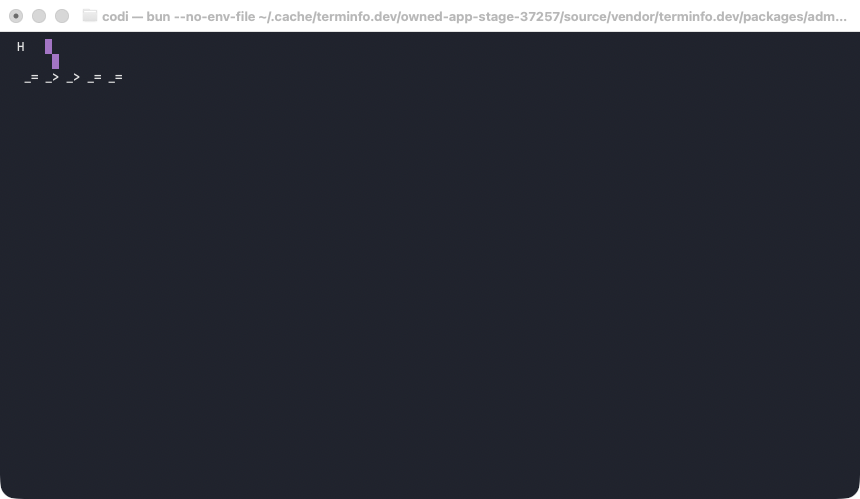 codi — bun --no-env-file ~/.cache/terminfo.dev/owned-app-stage-37257/source/vendor/terminfo.dev/packages/adm...
H
_= _> _> _= _=